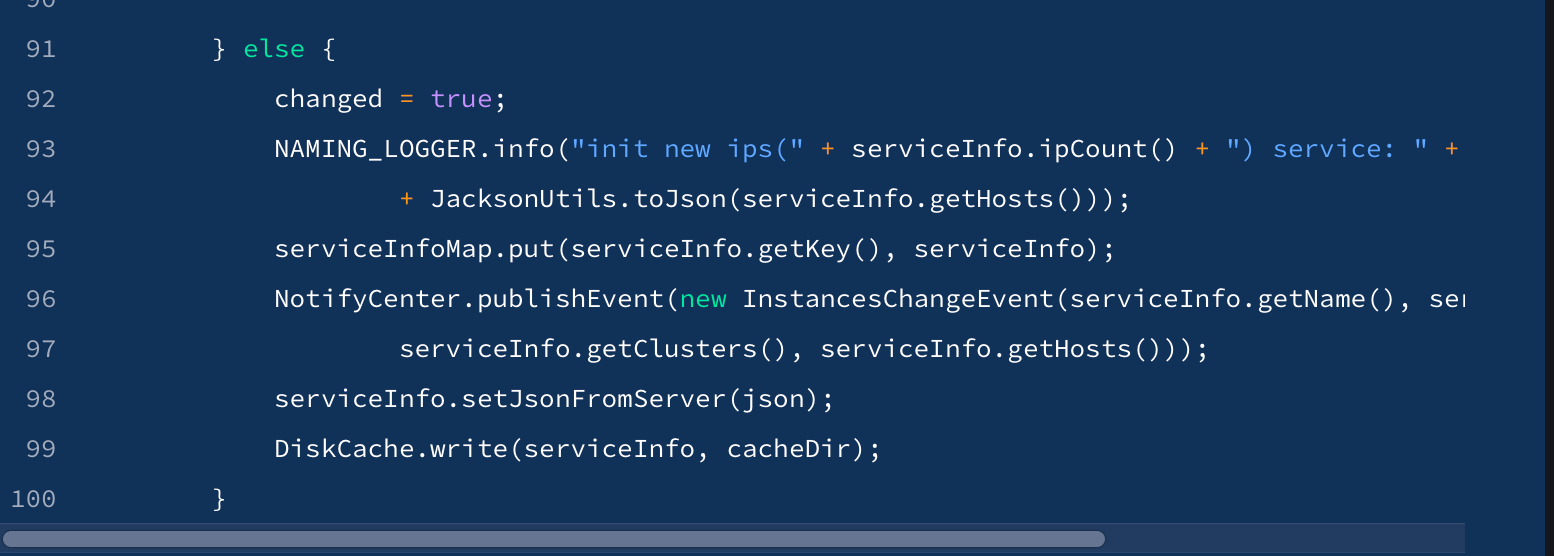 90
91 } else {
92 changed = true;
93 NAMING_LOGGER.info("init new ips(" + serviceInfo.ipCount() + ") service: " +
94 + JacksonUtils.toJson(serviceInfo.getHosts()));
95 serviceInfoMap.put(serviceInfo.getKey(), serviceInfo);
96 NotifyCenter.publishEvent(new InstancesChangeEvent(serviceInfo.getName(),
97 serviceInfo.getClusters(), serviceInfo.getHosts()));
98 serviceInfo.setJsonFromServer(json);
99 DiskCache.write(serviceInfo, cacheDir);
100 }